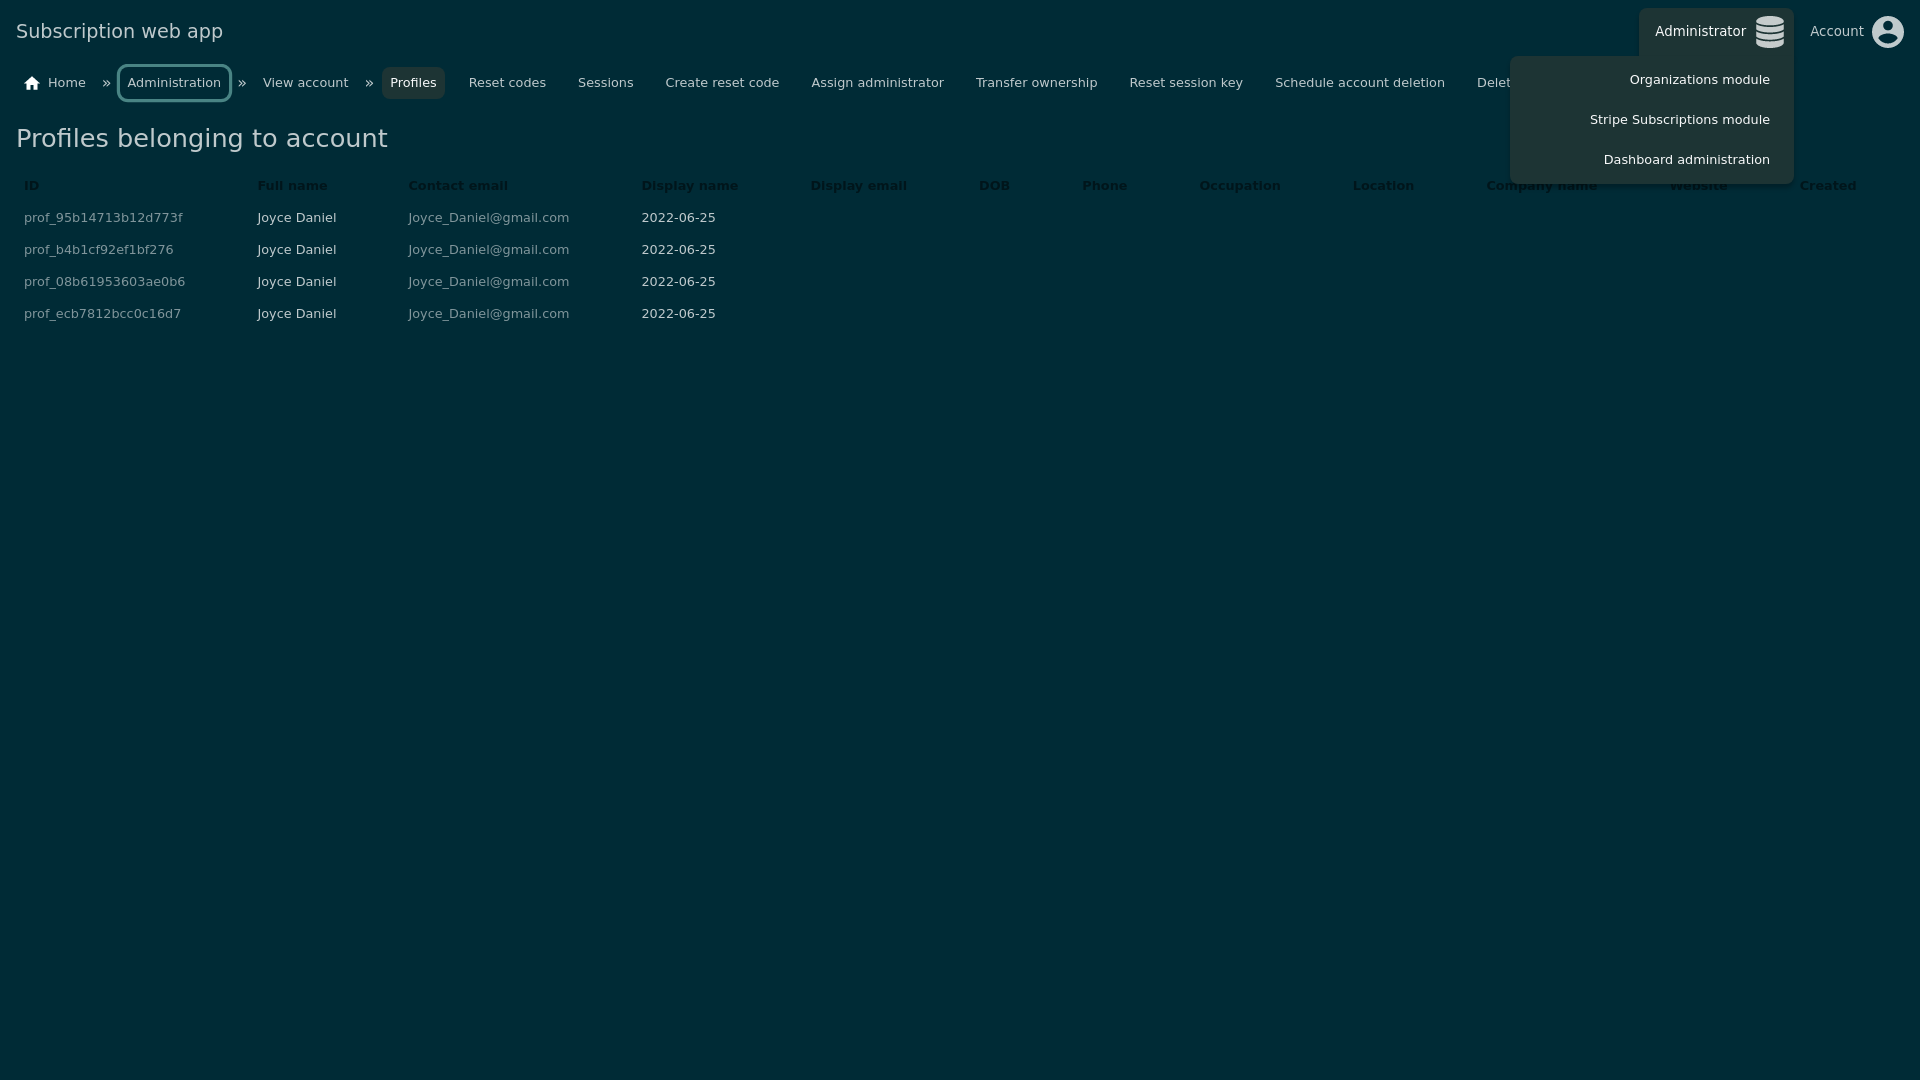 Subscription web app
Administrator
Account
Home » Administration » View account » Profiles Reset codes Sessions Create reset code Assign administrator Transfer ownership Reset session key Schedule account deletion Delet
Organizations module
Stripe Subscriptions module
Dashboard administration
Profiles belonging to account
ID Full name Contact email Display name Display email DOB Phone Occupation Location Company name Website Created
prof_95b14713b12d773f Joyce Daniel Joyce_Daniel@gmail.com 2022-06-25
prof_b4b1cf92ef1bf276 Joyce Daniel Joyce_Daniel@gmail.com 2022-06-25
prof_08b61953603ae0b6 Joyce Daniel Joyce_Daniel@gmail.com 2022-06-25
prof_ecb7812bcc0c16d7 Joyce Daniel Joyce_Daniel@gmail.com 2022-06-25